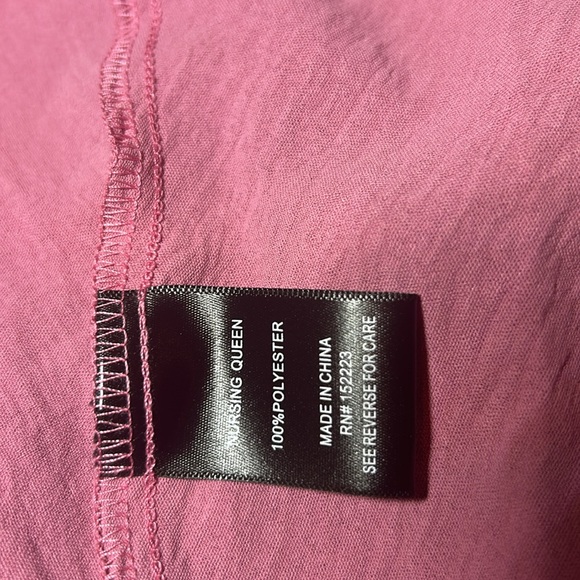 NURSING QUEEN
100%POLYESTER
MADE IN CHINA
RN# 152223
SEE REVERSE FOR CARE